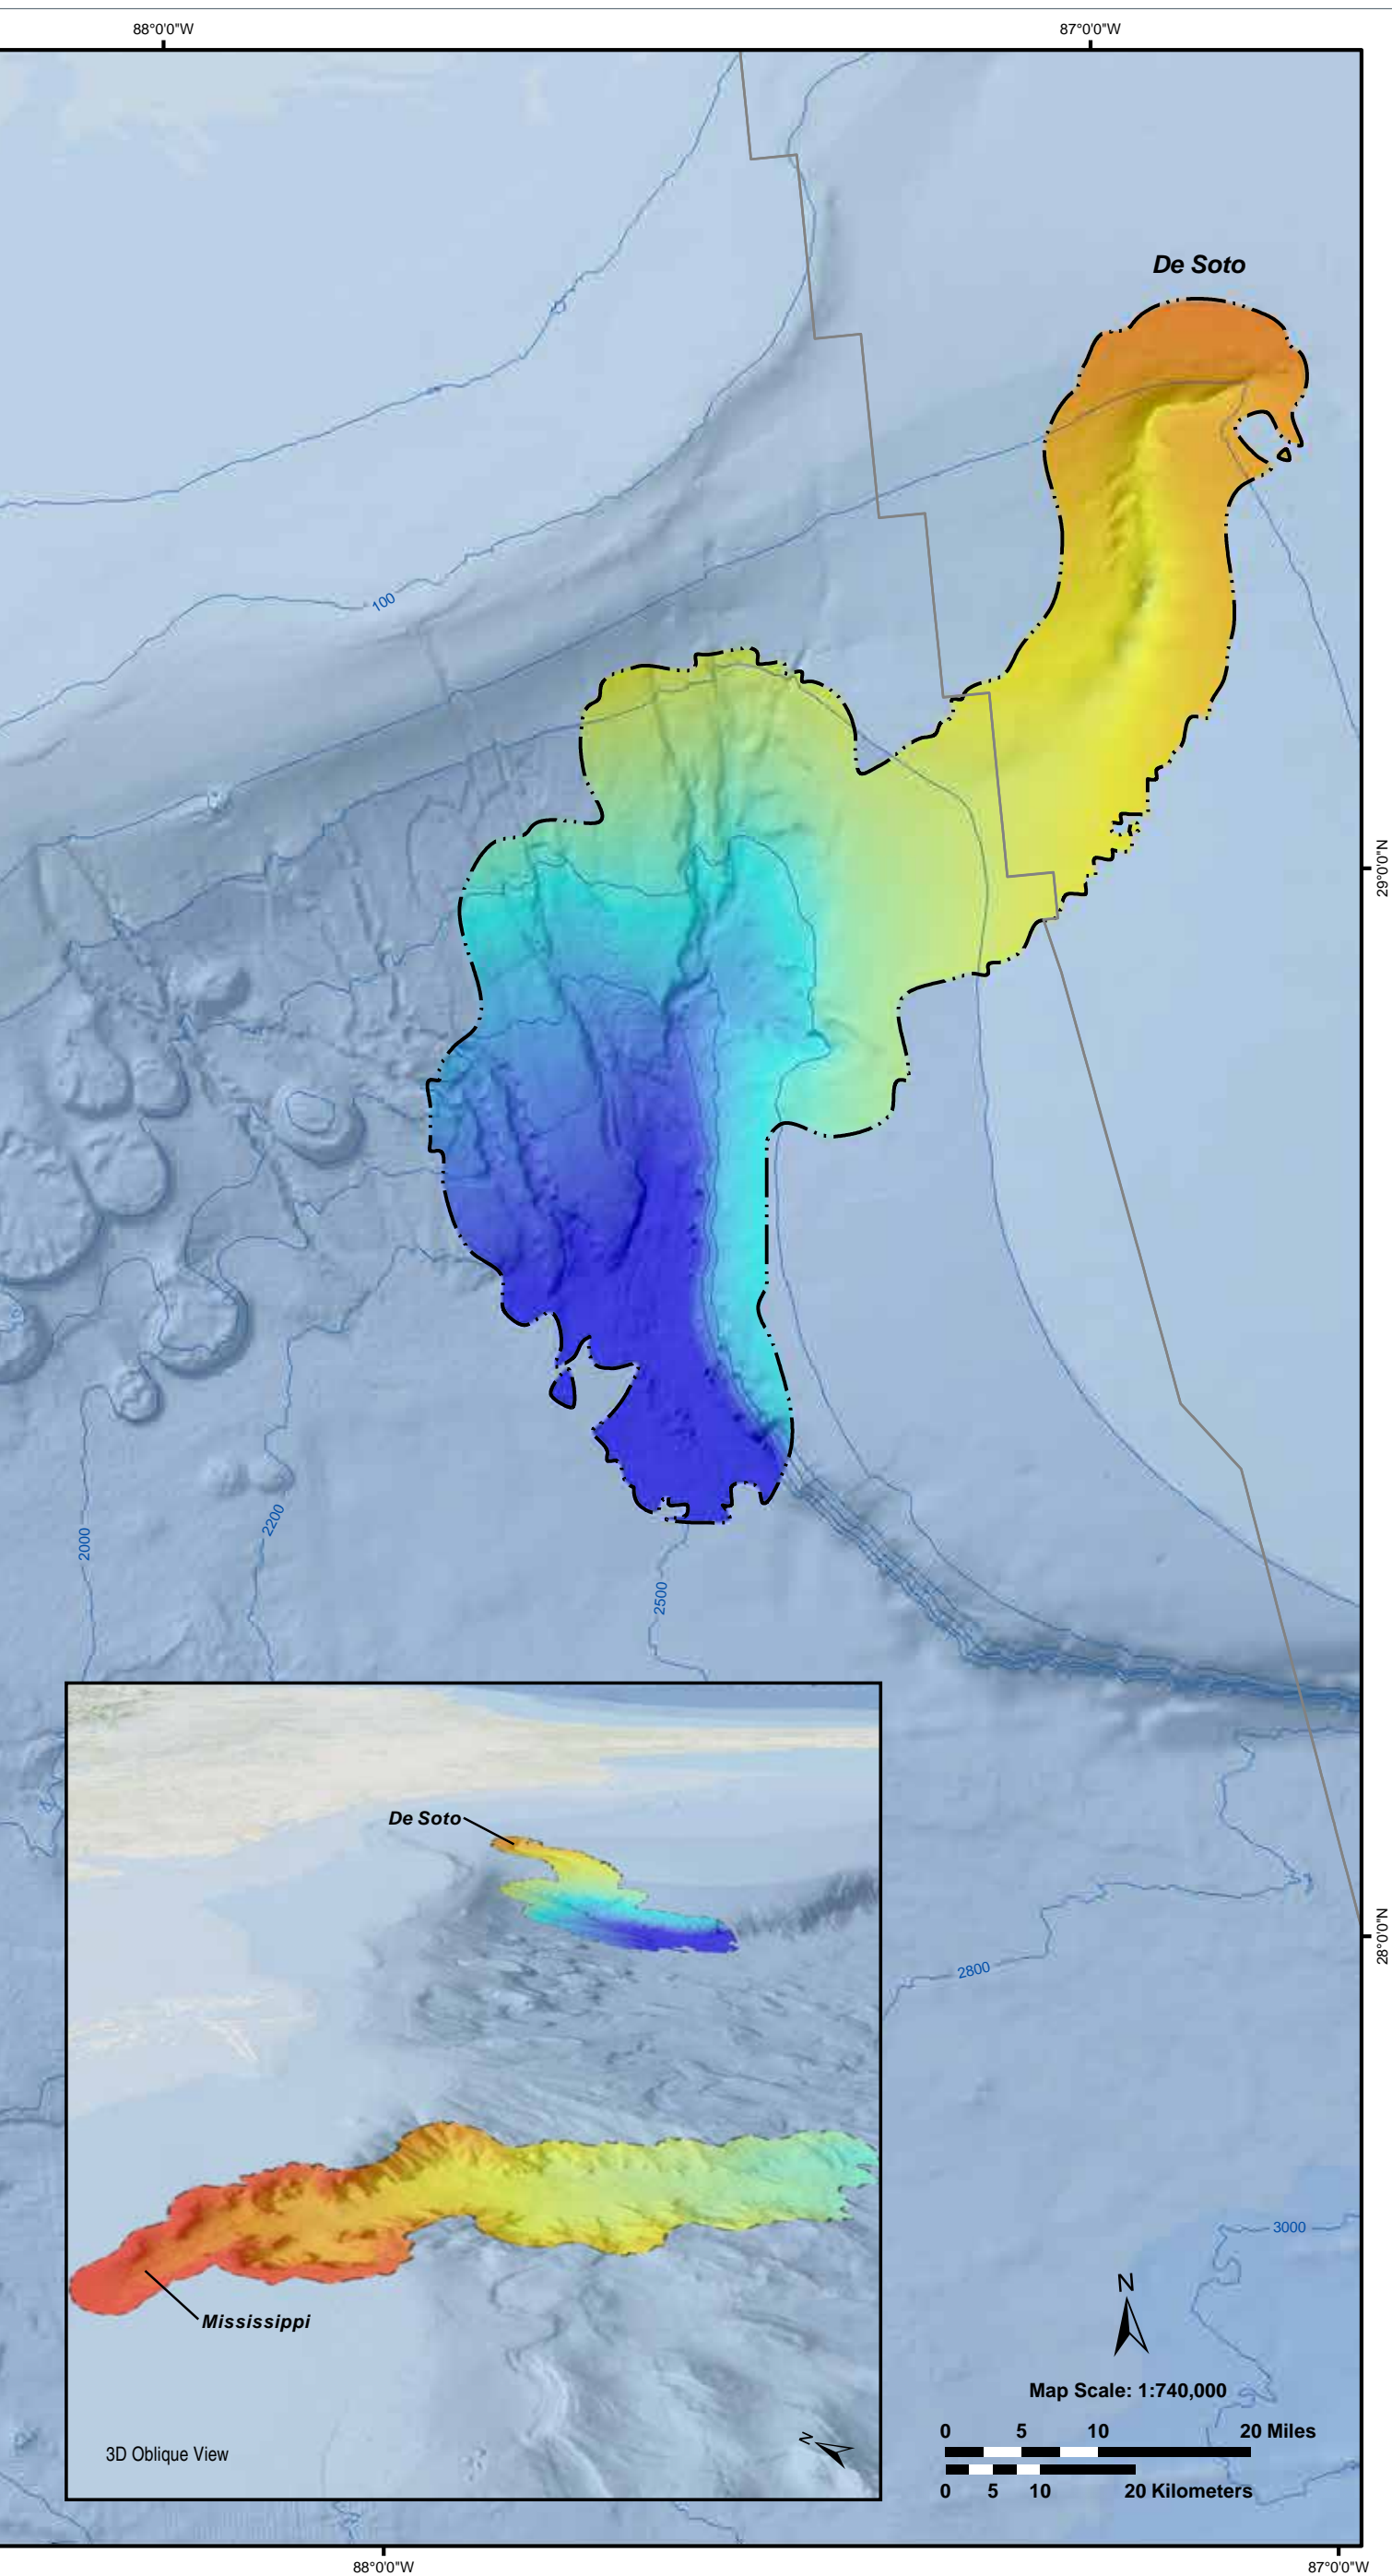 88°0'0"W
87°0'0"W
De Soto
100
29°0'0"N
2000
2200
2500
De Soto
28°0'0"N
2800
3000
Mississippi
N
Map Scale: 1:740,000
0 5 10 20 Miles
N
3D Oblique View
0 5 10 20 Kilometers
88°0'0"W
87°0'0"W